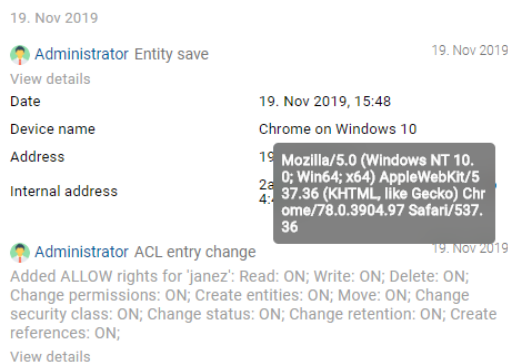 19. Nov 2019
Administrator Entity save 19. Nov 2019
View details
Date 19. Nov 2019, 15:48
Device name Chrome on Windows 10
Address 19
Internal address 2a
4:4
Mozilla/5.0 (Windows NT 10.
0; Win64; x64) AppleWebKit/5
37.36 (KHTML, like Gecko) Chr
ome/78.0.3904.97 Safari/537.
36
Administrator ACL entry change 19. Nov 2019
Added ALLOW rights for 'janez': Read: ON; Write: ON; Delete: ON;
Change permissions: ON; Create entities: ON; Move: ON; Change
security class: ON; Change status: ON; Change retention: ON; Create
references: ON;
View details